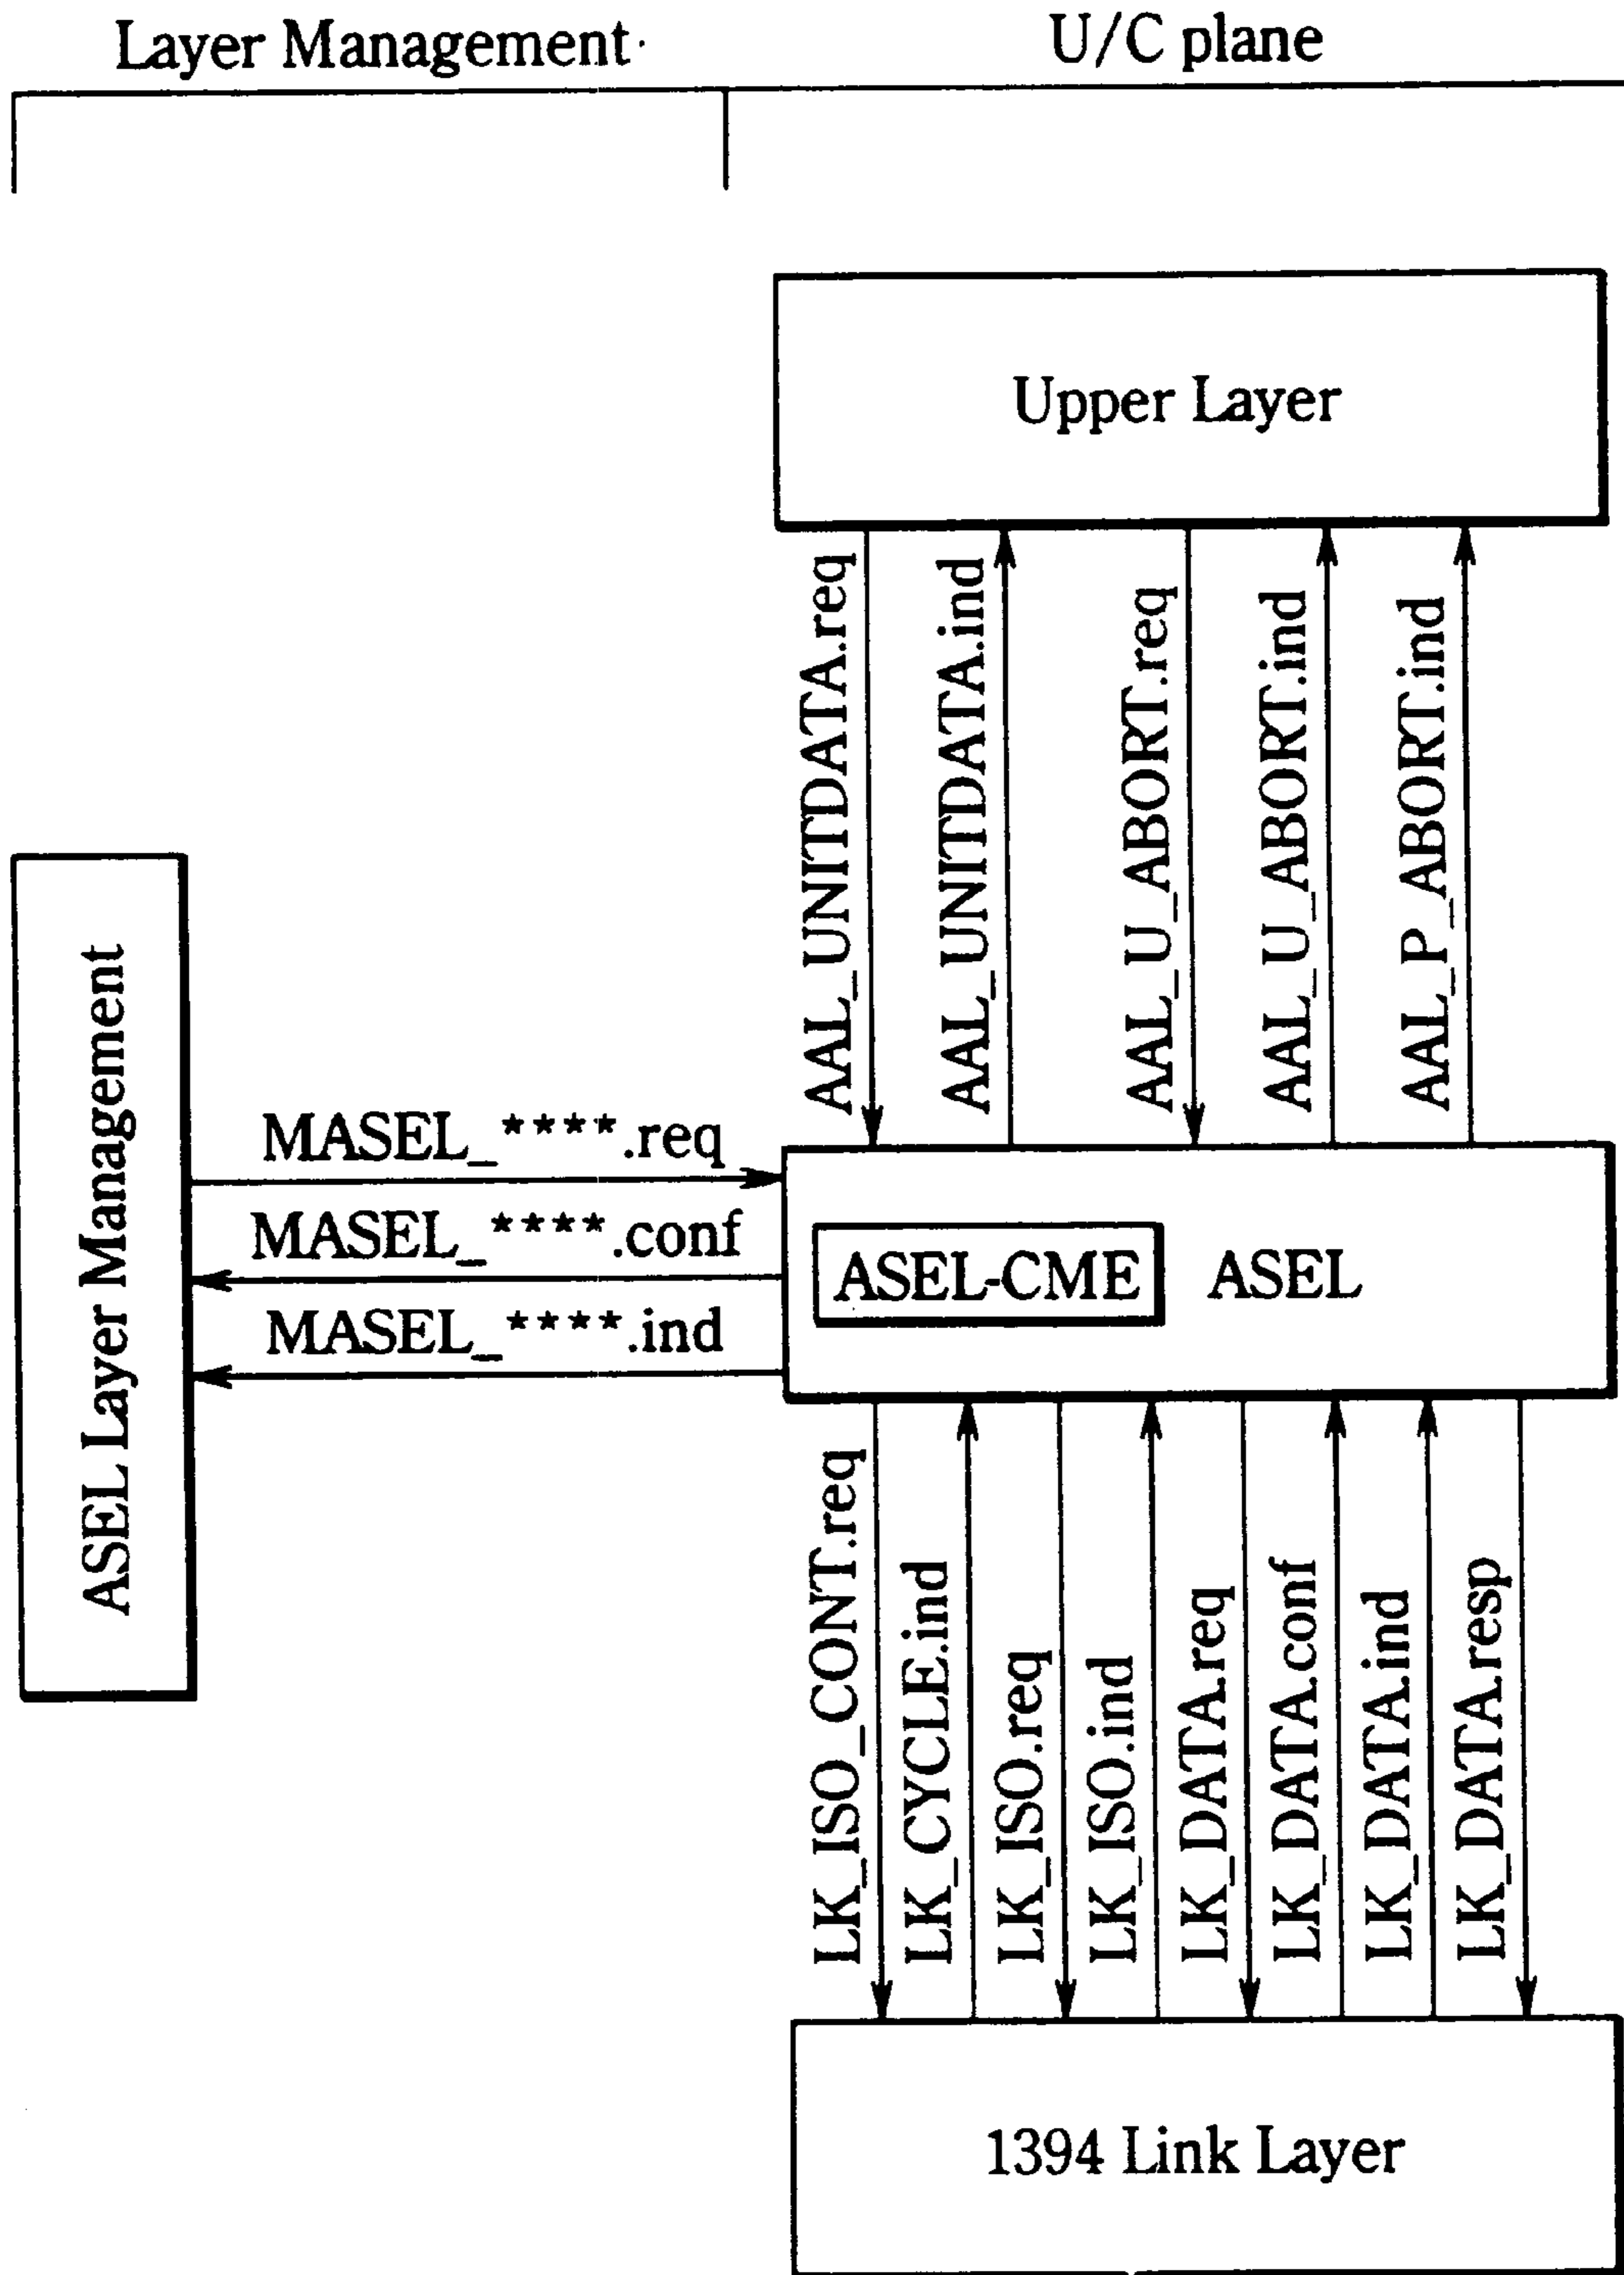 Layer Management
U/C plane
Upper Layer
AAL_UNITDATA.req
AAL_UNITDATA.ind
AAL_U_ABORT.req
AAL_U_ABORT.ind
AAL_P_ABORT.ind
ASEL Layer Management
MASEL_****.req
MASEL_****.conf
MASEL_****.ind
ASEL-CME
ASEL
LK_ISO_CONT.req
LK_CYCLE.ind
LK_ISO.req
LK_ISO.ind
LK_DATA.req
LK_DATA.conf
LK_DATA.ind
LK_DATA.resp
1394 Link Layer